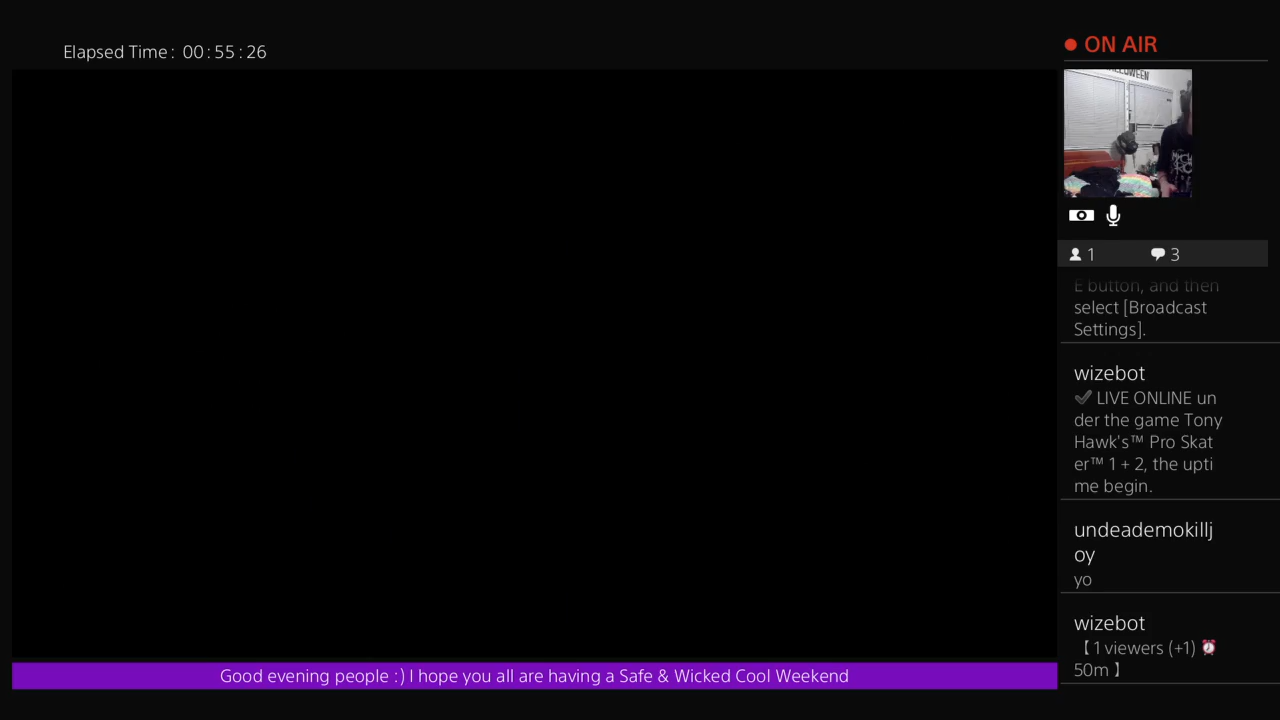 Elapsed Time: 00:55:26
ON AIR
1
3
E button, and then
select [Broadcast
Settings].
wizebot
✔ LIVE ONLINE un
der the game Tony
Hawk's™ Pro Skat
er™ 1 + 2, the upti
me begin.
undeademokillj
oy
yo
wizebot
【1 viewers (+1) ⏰
50m】
Good evening people :) I hope you all are having a Safe & Wicked Cool Weekend